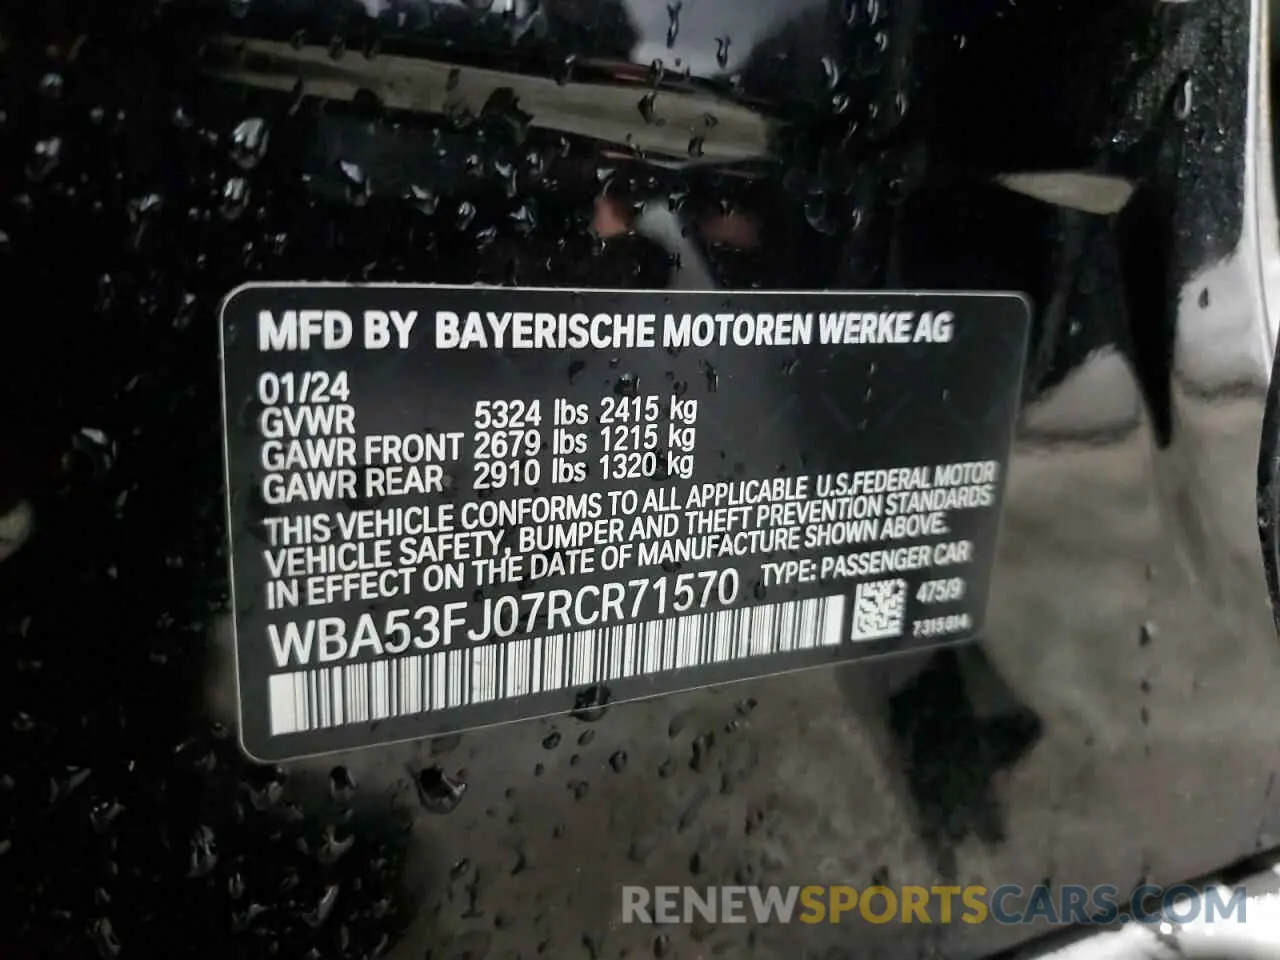 MFD BY BAYERISCHE MOTOREN WERKE AG
01/24
GVWR 5324 lbs 2415 kg
GAWR FRONT 2679 lbs 1215 kg
GAWR REAR 2910 lbs 1320 kg
THIS VEHICLE CONFORMS TO ALL APPLICABLE U.S.FEDERAL MOTOR
VEHICLE SAFETY, BUMPER AND THEFT PREVENTION STANDARDS
IN EFFECT ON THE DATE OF MANUFACTURE SHOWN ABOVE.
WBA53FJ07RCR71570 TYPE: PASSENGER CAR
475/9
7 315 814
RENEWSPORTSCARS.COM